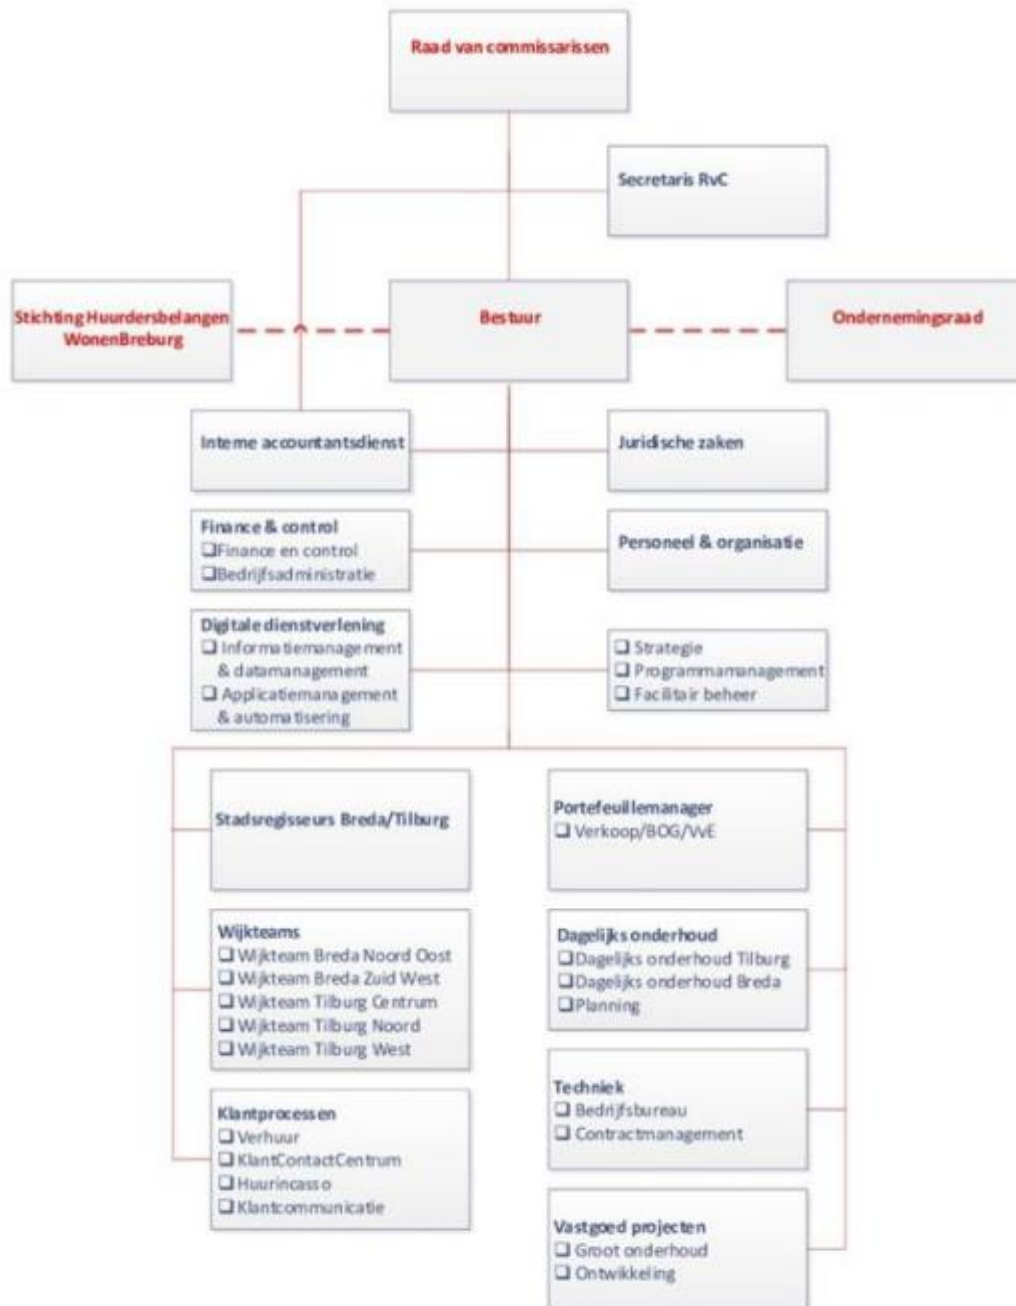 Raad van commissarissen
Secretaris RvC
Stichting Huurdersbelangen
WonenBreburg
Bestuur
Ondernemingsraad
Interne accountantsdienst
Juridische zaken
Finance & control
❑Finance en control
❑Bedrijfsadministratie
Personeel & organisatie
Digitale dienstverlening
❑ Informatiemanagement
& datamanagement
❑ Applicatiemanagement
& automatisering
❑ Strategie
❑ Programmamanagement
❑ Facilitair beheer
Stadsregisseurs Breda/Tilburg
Portefeuillemanager
❑ Verkoop/BOG/VvE
Wijkteams
❑ Wijkteam Breda Noord Oost
❑ Wijkteam Breda Zuid West
❑ Wijkteam Tilburg Centrum
❑ Wijkteam Tilburg Noord
❑ Wijkteam Tilburg West
Dagelijks onderhoud
❑Dagelijks onderhoud Tilburg
❑Dagelijks onderhoud Breda
❑Planning
Klantprocessen
❑ Verhuur
❑ KlantContactCentrum
❑ Huurincasso
❑ Klantcommunicatie
Techniek
❑ Bedrijfsbureau
❑ Contractmanagement
Vastgoed projecten
❑ Groot onderhoud
❑ Ontwikkeling